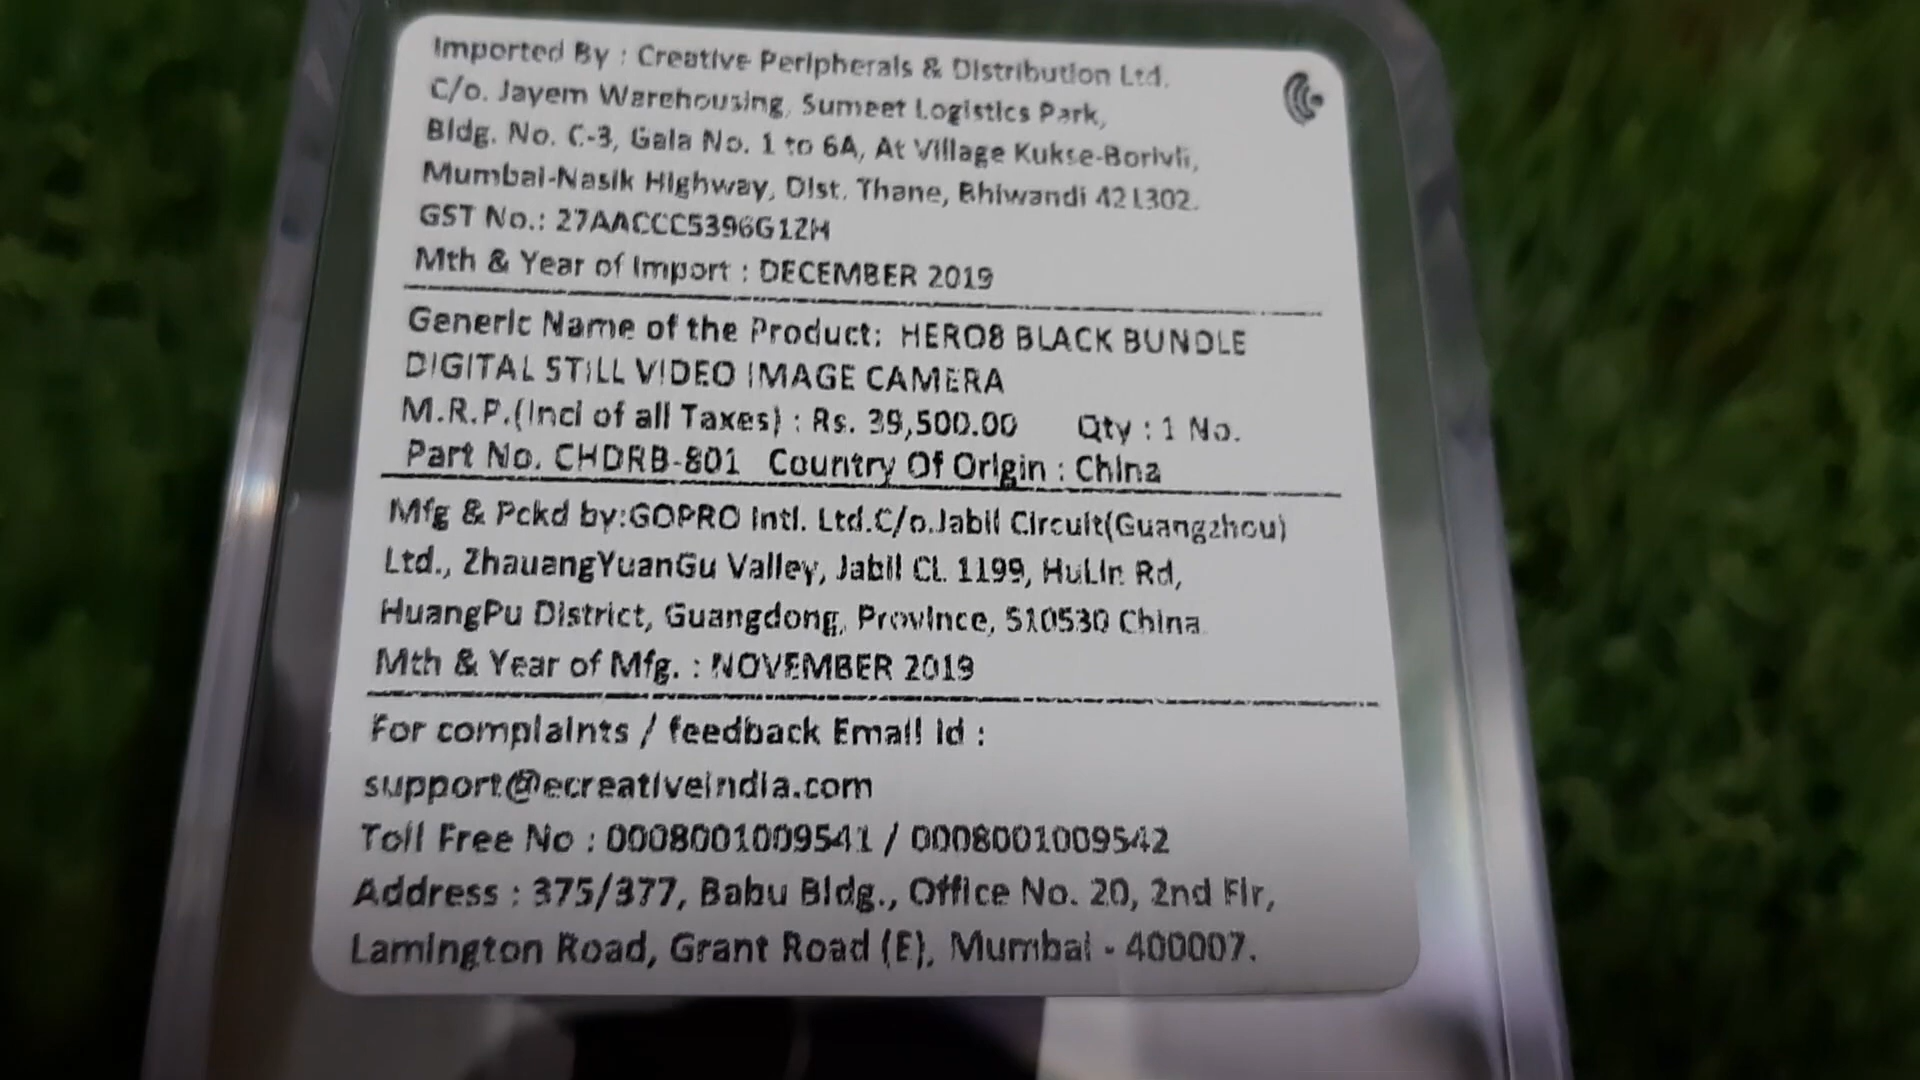 Imported By : Creative Peripherals & Distribution Ltd.
C/o. Jayem Warehousing, Sumeet Logistics Park,
Bldg. No. C-3, Gala No. 1 to 6A, At Village Kukse-Borivli,
Mumbai-Nasik Highway, Dist. Thane, Bhiwandi 421302.
GST No.: 27AACCC5396G1ZH
Mth & Year of Import : DECEMBER 2019
Generic Name of the Product: HERO8 BLACK BUNDLE
DIGITAL STILL VIDEO IMAGE CAMERA
M.R.P.(Incl of all Taxes) : Rs. 39,500.00 Qty : 1 No.
Part No. CHDRB-801 Country Of Origin : China
Mfg & Pckd by:GOPRO Intl. Ltd.C/o.Jabil Circuit(Guangzhou)
Ltd., ZhauangYuanGu Valley, Jabil CL 1199, HuLin Rd,
HuangPu District, Guangdong, Province, 510530 China
Mth & Year of Mfg. : NOVEMBER 2019
For complaints / feedback Email Id :
support@ecreativeindia.com
Toll Free No : 0008001009541 / 0008001009542
Address : 375/377, Babu Bldg., Office No. 20, 2nd Flr,
Lamington Road, Grant Road (E), Mumbai - 400007.